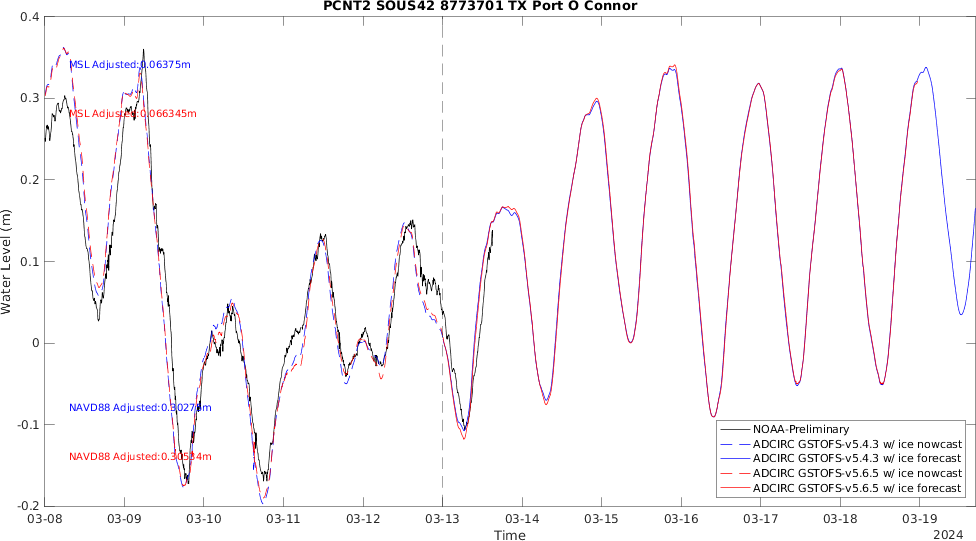 PCNT2 SOUS42 8773701 TX Port O Connor
0.4
0.3
0.2
0.1
0
-0.1
-0.2
Water Level (m)
MSL Adjusted:0.06375m
MSL Adjusted:0.066345m
NAVD88 Adjusted:0.30275m
NAVD88 Adjusted:0.30534m
NOAA-Preliminary
ADCIRC GSTOFS-v5.4.3 w/ ice nowcast
ADCIRC GSTOFS-v5.4.3 w/ ice forecast
ADCIRC GSTOFS-v5.6.5 w/ ice nowcast
ADCIRC GSTOFS-v5.6.5 w/ ice forecast
03-08 03-09 03-10 03-11 03-12 03-13 03-14 03-15 03-16 03-17 03-18 03-19
Time
2024